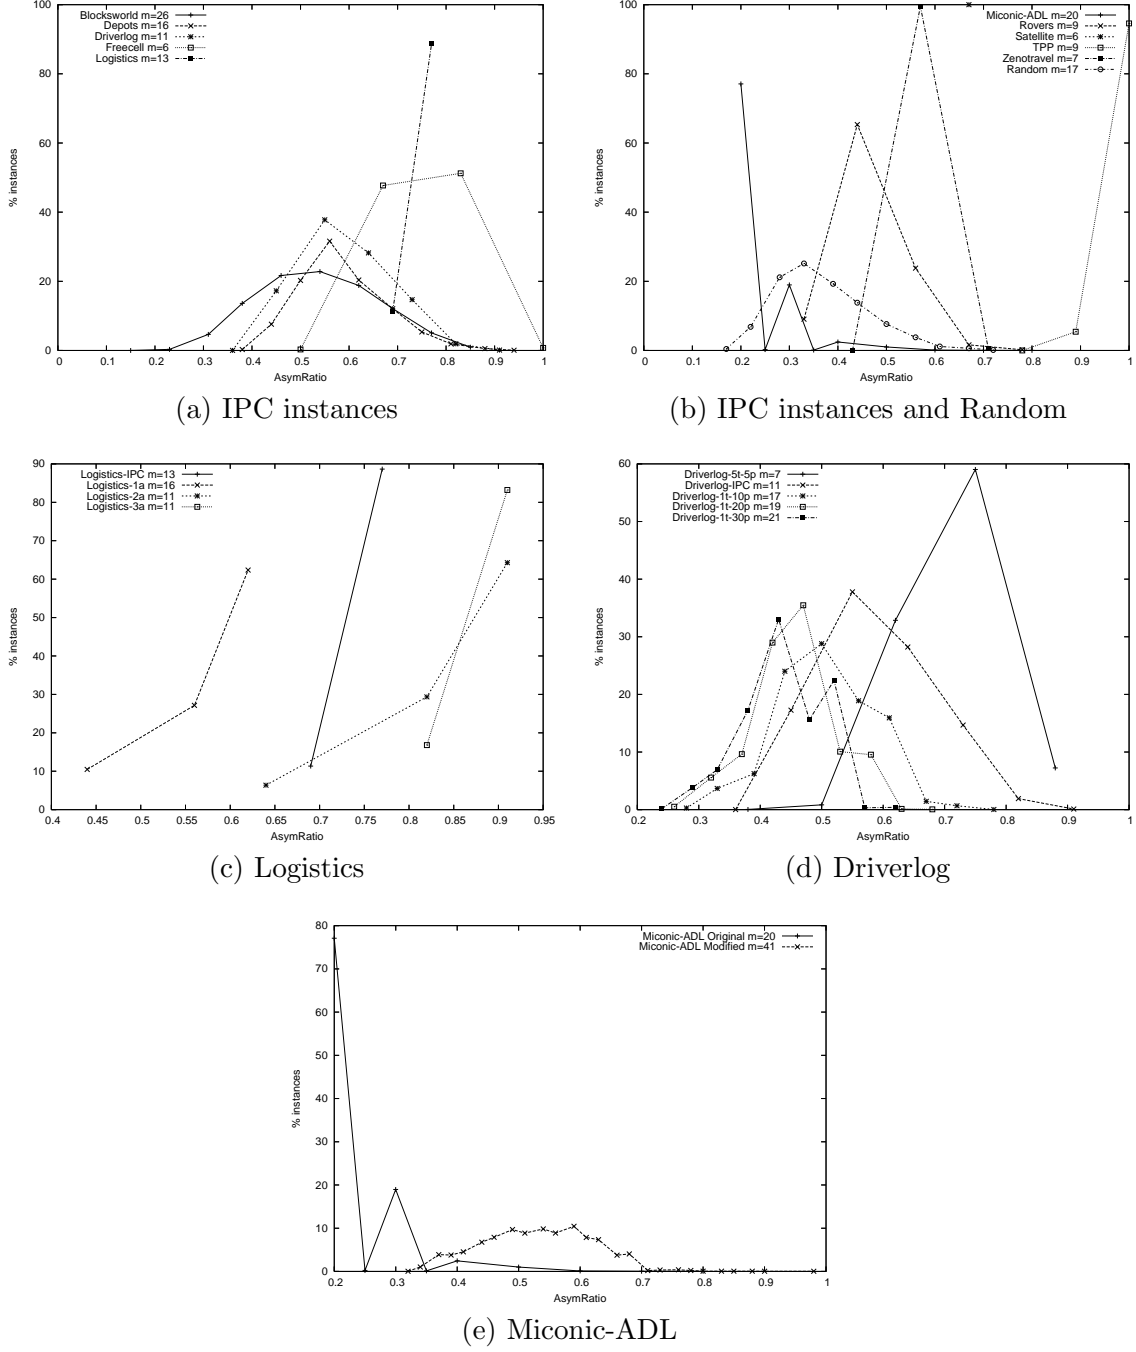 Blocksworld m=26
Depots m=16
Driverlog m=11
Freecell m=6
Logistics m=13
% instances
100
80
60
40
20
0
0 0.1 0.2 0.3 0.4 0.5 0.6 0.7 0.8 0.9 1
AsymRatio
(a) IPC instances
Miconic-ADL m=20
Rovers m=9
Satellite m=6
TPP m=9
Zenotravel m=7
Random m=17
% instances
100
80
60
40
20
0
0 0.1 0.2 0.3 0.4 0.5 0.6 0.7 0.8 0.9 1
AsymRatio
(b) IPC instances and Random
Logistics-IPC m=13
Logistics-1a m=16
Logistics-2a m=11
Logistics-3a m=11
% instances
90
80
70
60
50
40
30
20
10
0
0.4 0.45 0.5 0.55 0.6 0.65 0.7 0.75 0.8 0.85 0.9 0.95
AsymRatio
(c) Logistics
Driverlog-5t-5p m=7
Driverlog-IPC m=11
Driverlog-1t-10p m=17
Driverlog-1t-20p m=19
Driverlog-1t-30p m=21
% instances
60
50
40
30
20
10
0
0.2 0.3 0.4 0.5 0.6 0.7 0.8 0.9 1
AsymRatio
(d) Driverlog
Miconic-ADL Original m=20
Miconic-ADL Modified m=41
% instances
80
70
60
50
40
30
20
10
0
0.2 0.3 0.4 0.5 0.6 0.7 0.8 0.9 1
AsymRatio
(e) Miconic-ADL